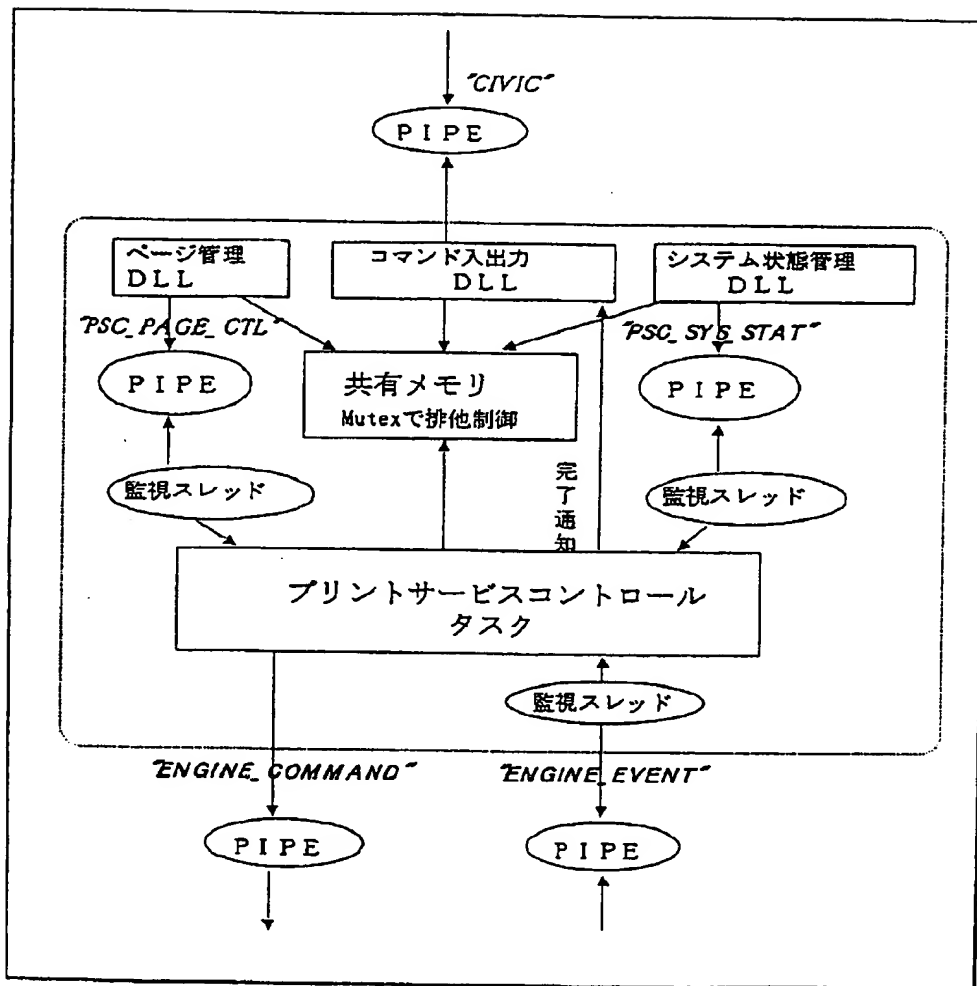 "CIVIC"
PIPE
ページ管理
DLL
コマンド入出力
DLL
システム状態管理
DLL
"PSC_PAGE_CTL"
"PSC_SYS_STAT"
PIPE
共有メモリ
Mutexで排他制御
PIPE
監視スレッド
完了通知
監視スレッド
プリントサービスコントロール
タスク
監視スレッド
"ENGINE_COMMAND"
"ENGINE_EVENT"
PIPE
PIPE